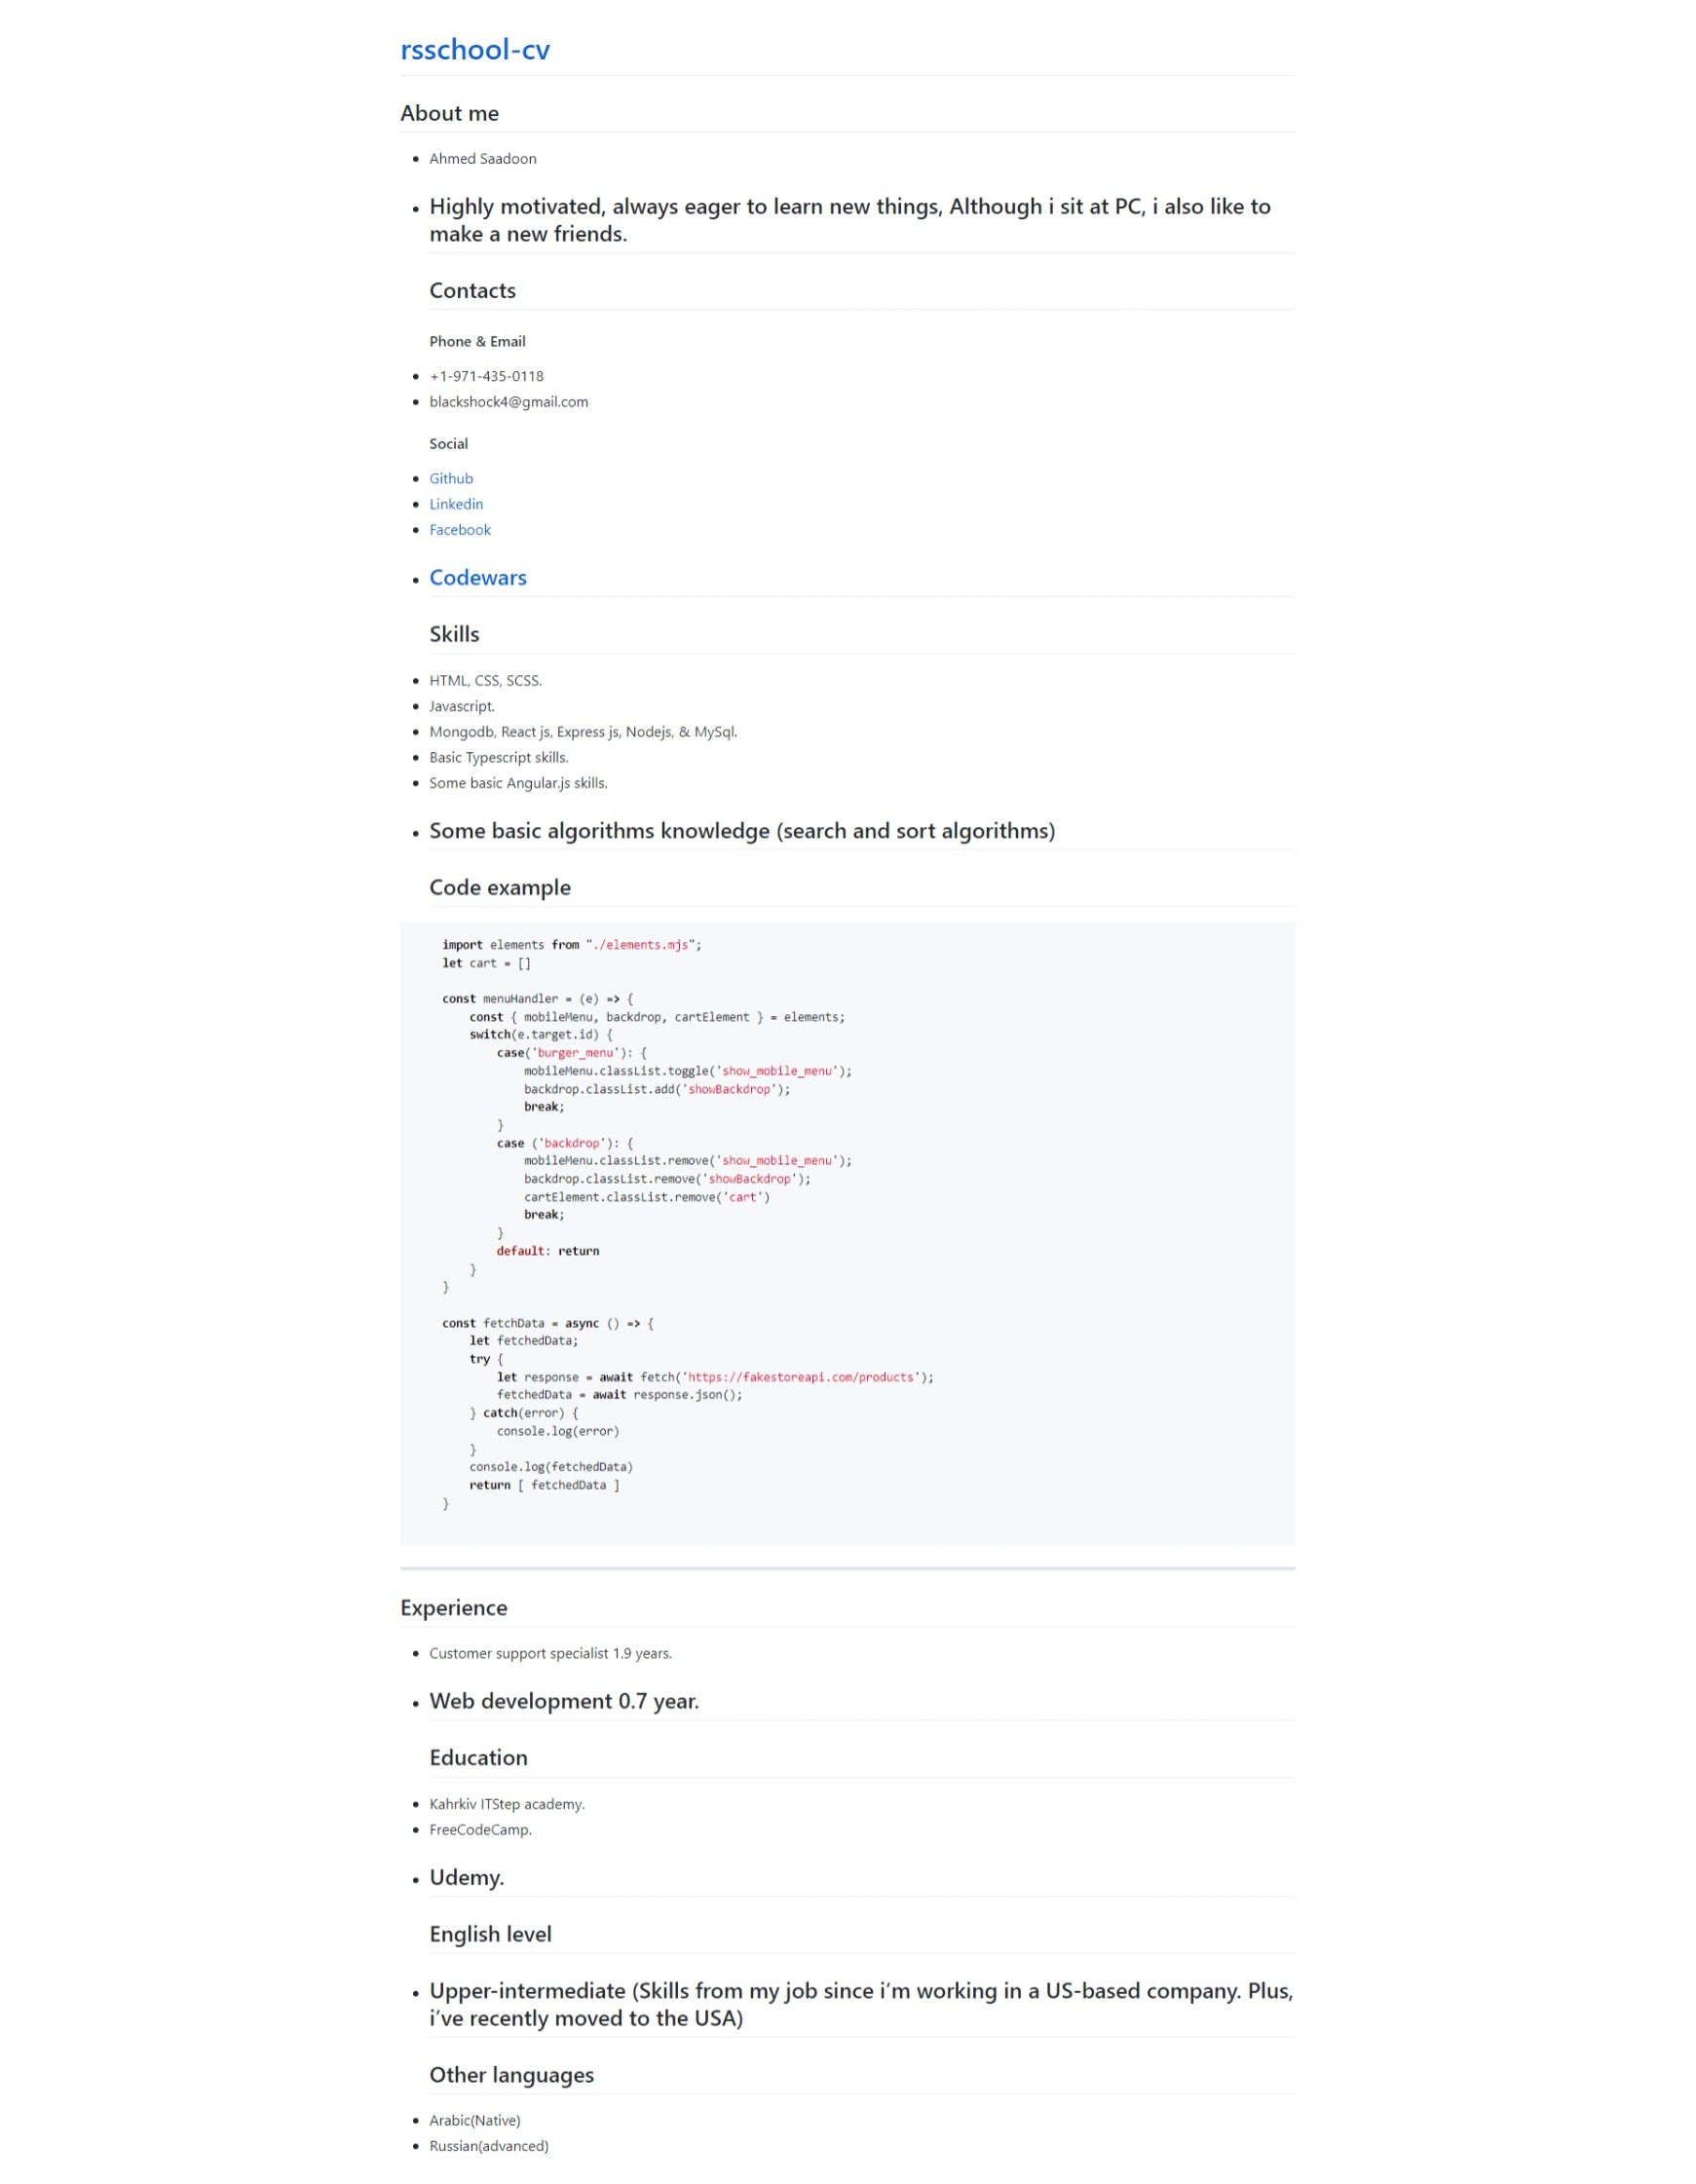 rsschool-cv
About me
Ahmed Saadoon
Highly motivated, always eager to learn new things, Although i sit at PC, i also like to
make a new friends.
Contacts
Phone & Email
+1-971-435-0118
blackshock4@gmail.com
Social
Github
Linkedin
Facebook
Codewars
Skills
HTML, CSS, SCSS.
Javascript.
Mongodb, React js, Express js, Nodejs, & MySql.
Basic Typescript skills.
Some basic Angular.js skills.
Some basic algorithms knowledge (search and sort algorithms)
Code example
import elements from "./elements.mjs";
let cart = []
const menuHandler = (e) => {
const { mobileMenu, backdrop, cartElement } = elements;
switch(e.target.id) {
case('burger_menu'): {
mobileMenu.classList.toggle('show_mobile_menu');
backdrop.classList.add('showBackdrop');
break;
}
case ('backdrop'): {
mobileMenu.classList.remove('show_mobile_menu');
backdrop.classList.remove('showBackdrop');
cartElement.classList.remove('cart')
break;
}
default: return
}
}
const fetchData = async () => {
let fetchedData;
try {
let response = await fetch('https://fakestoreapi.com/products');
fetchedData = await response.json();
} catch(error) {
console.log(error)
}
console.log(fetchedData)
return [ fetchedData ]
}
Experience
Customer support specialist 1.9 years.
Web development 0.7 year.
Education
Kahrkiv ITStep academy.
FreeCodeCamp.
Udemy.
English level
Upper-intermediate (Skills from my job since i’m working in a US-based company. Plus,
i’ve recently moved to the USA)
Other languages
Arabic(Native)
Russian(advanced)